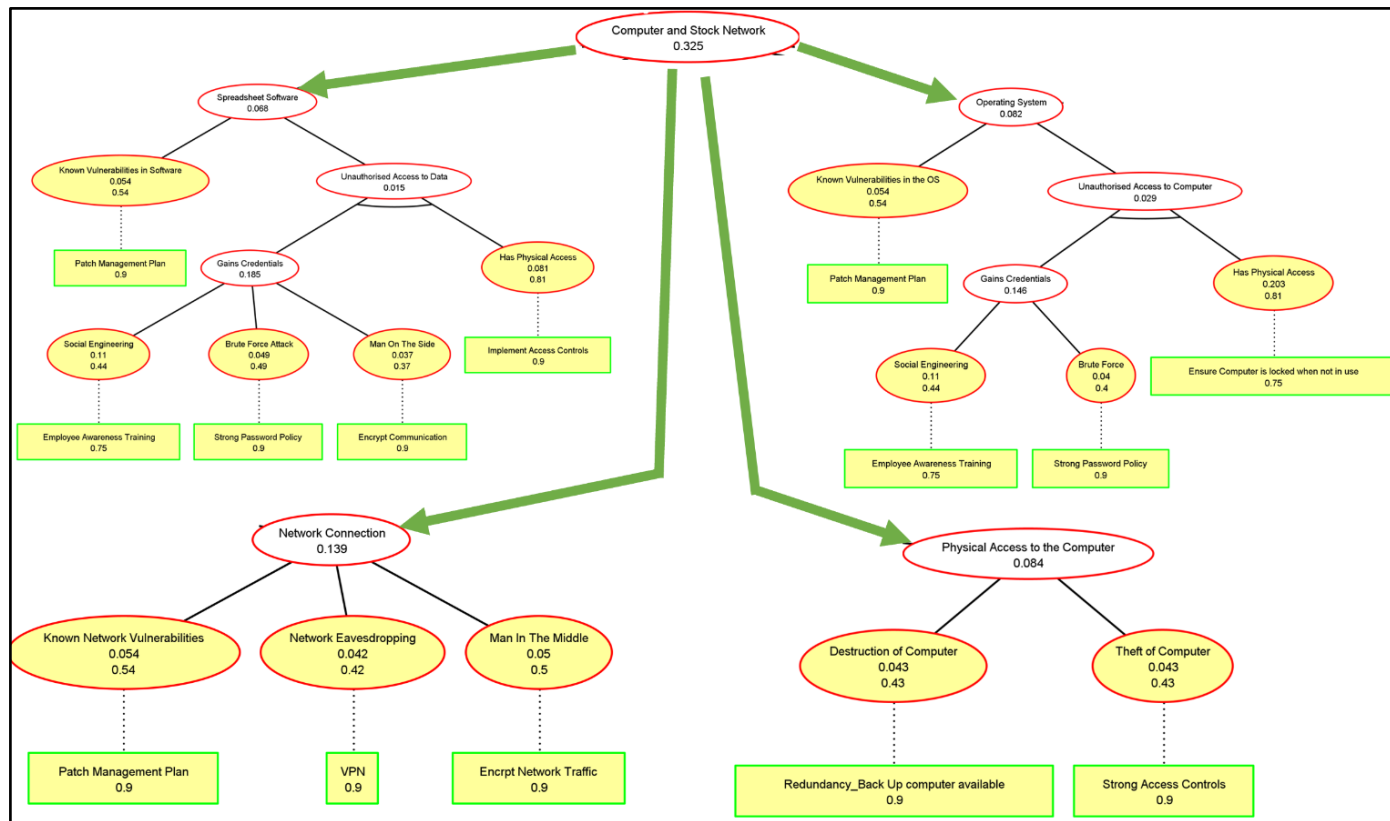 Computer and Stock Network
0.325
Spreadsheet Software
0.068
Known Vulnerabilities in Software
0.054
0.54
Patch Management Plan
0.9
Unauthorised Access to Data
0.015
Gains Credentials
0.185
Has Physical Access
0.081
0.81
Implement Access Controls
0.9
Social Engineering
0.11
0.44
Brute Force Attack
0.049
0.49
Man On The Side
0.037
0.37
Employee Awareness Training
0.75
Strong Password Policy
0.9
Encrypt Communication
0.9
Operating System
0.082
Known Vulnerabilities in the OS
0.054
0.54
Patch Management Plan
0.9
Unauthorised Access to Computer
0.029
Gains Credentials
0.146
Has Physical Access
0.203
0.81
Ensure Computer is locked when not in use
0.75
Social Engineering
0.11
0.44
Brute Force
0.04
0.4
Employee Awareness Training
0.75
Strong Password Policy
0.9
Network Connection
0.139
Known Network Vulnerabilities
0.054
0.54
Network Eavesdropping
0.042
0.42
Man In The Middle
0.05
0.5
Patch Management Plan
0.9
VPN
0.9
Encrpt Network Traffic
0.9
Physical Access to the Computer
0.084
Destruction of Computer
0.043
0.43
Theft of Computer
0.043
0.43
Redundancy_Back Up computer available
0.9
Strong Access Controls
0.9